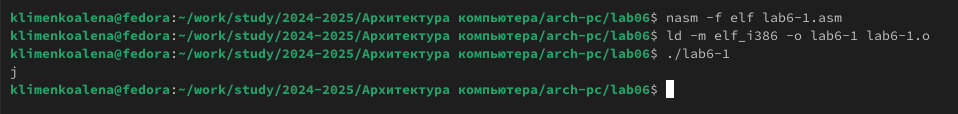 klimenkoalena@fedora:~/work/study/2024-2025/Архитектура компьютера/arch-pc/lab06$ nasm -f elf lab6-1.asm
klimenkoalena@fedora:~/work/study/2024-2025/Архитектура компьютера/arch-pc/lab06$ ld -m elf_i386 -o lab6-1 lab6-1.o
klimenkoalena@fedora:~/work/study/2024-2025/Архитектура компьютера/arch-pc/lab06$ ./lab6-1
j
klimenkoalena@fedora:~/work/study/2024-2025/Архитектура компьютера/arch-pc/lab06$